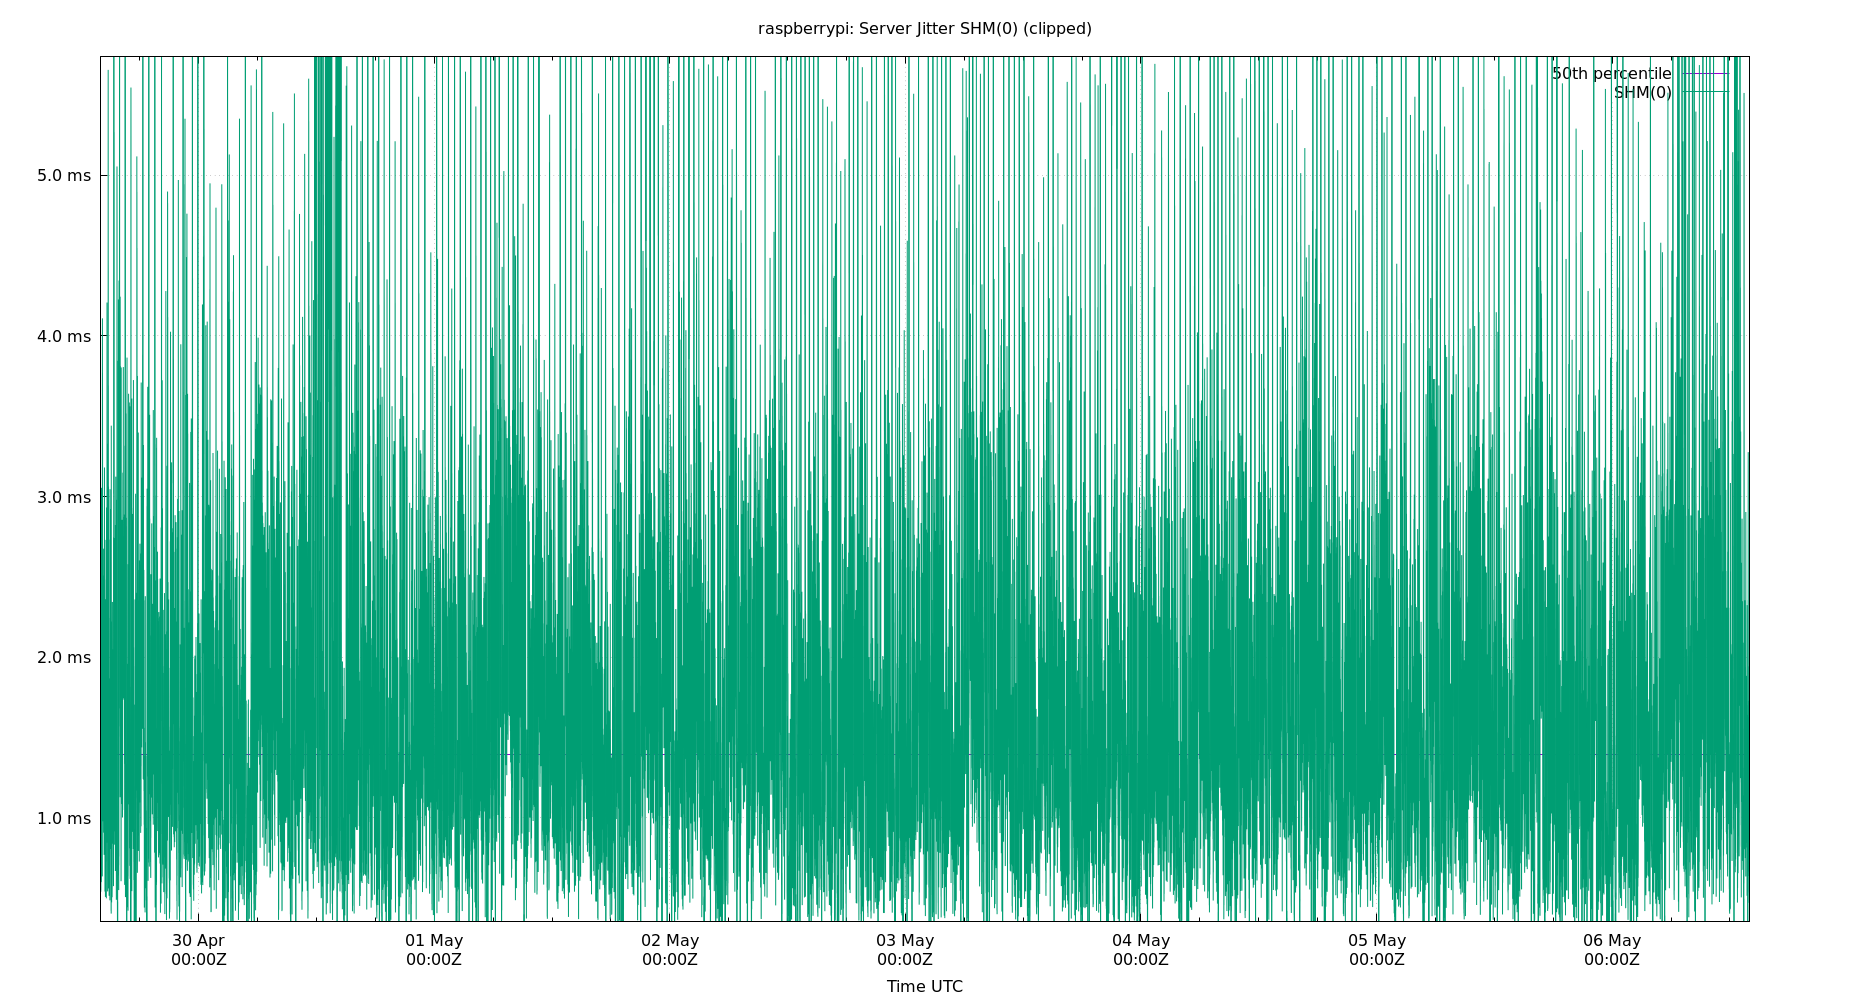 raspberrypi: Server Jitter SHM(0) (clipped)
50th percentile
SHM(0)
5.0 ms
4.0 ms
3.0 ms
2.0 ms
1.0 ms
30 Apr 01 May 02 May 03 May 04 May 05 May 06 May
00:00Z 00:00Z 00:00Z 00:00Z 00:00Z 00:00Z 00:00Z
Time UTC